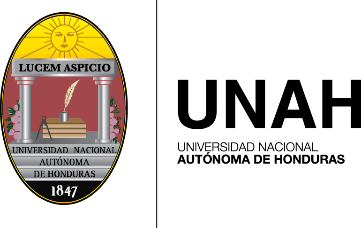 LUCEM ASPICIO
UNIVERSIDAD NACIONAL
AUTÓNOMA
DE HONDURAS
1847
UNAH
UNIVERSIDAD NACIONAL
AUTÓNOMA DE HONDURAS